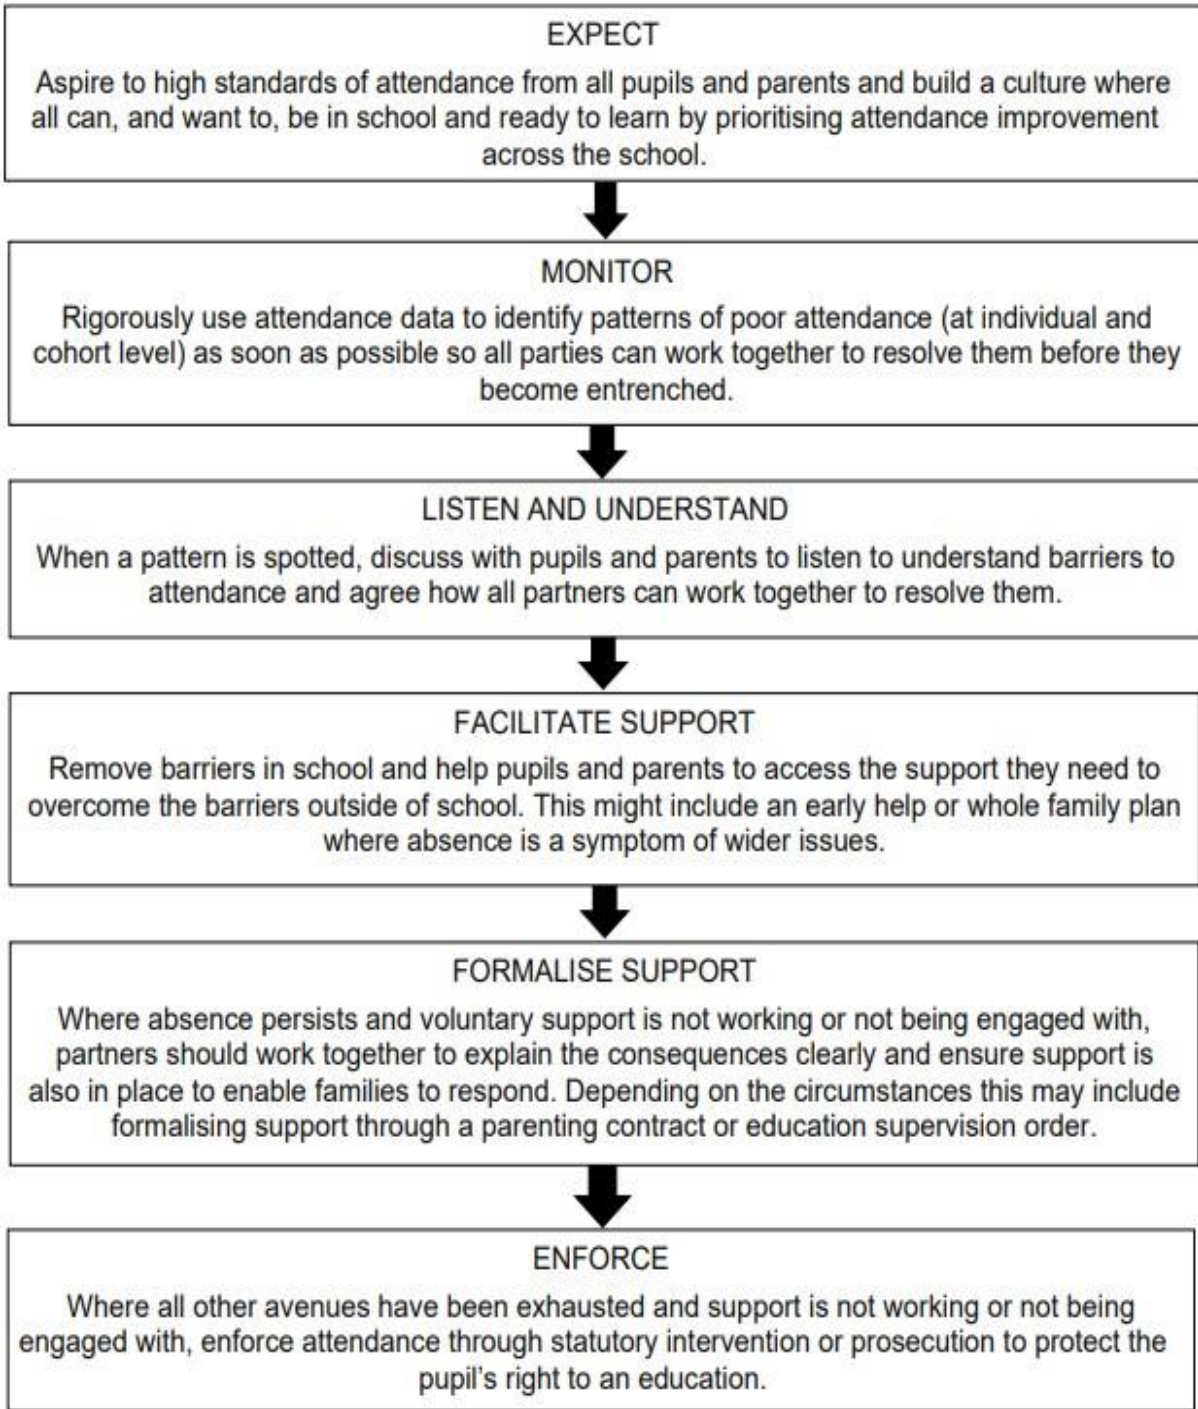 EXPECT
Aspire to high standards of attendance from all pupils and parents and build a culture where
all can, and want to, be in school and ready to learn by prioritising attendance improvement
across the school.
MONITOR
Rigorously use attendance data to identify patterns of poor attendance (at individual and
cohort level) as soon as possible so all parties can work together to resolve them before they
become entrenched.
LISTEN AND UNDERSTAND
When a pattern is spotted, discuss with pupils and parents to listen to understand barriers to
attendance and agree how all partners can work together to resolve them.
FACILITATE SUPPORT
Remove barriers in school and help pupils and parents to access the support they need to
overcome the barriers outside of school. This might include an early help or whole family plan
where absence is a symptom of wider issues.
FORMALISE SUPPORT
Where absence persists and voluntary support is not working or not being engaged with,
partners should work together to explain the consequences clearly and ensure support is
also in place to enable families to respond. Depending on the circumstances this may include
formalising support through a parenting contract or education supervision order.
ENFORCE
Where all other avenues have been exhausted and support is not working or not being
engaged with, enforce attendance through statutory intervention or prosecution to protect the
pupil's right to an education.